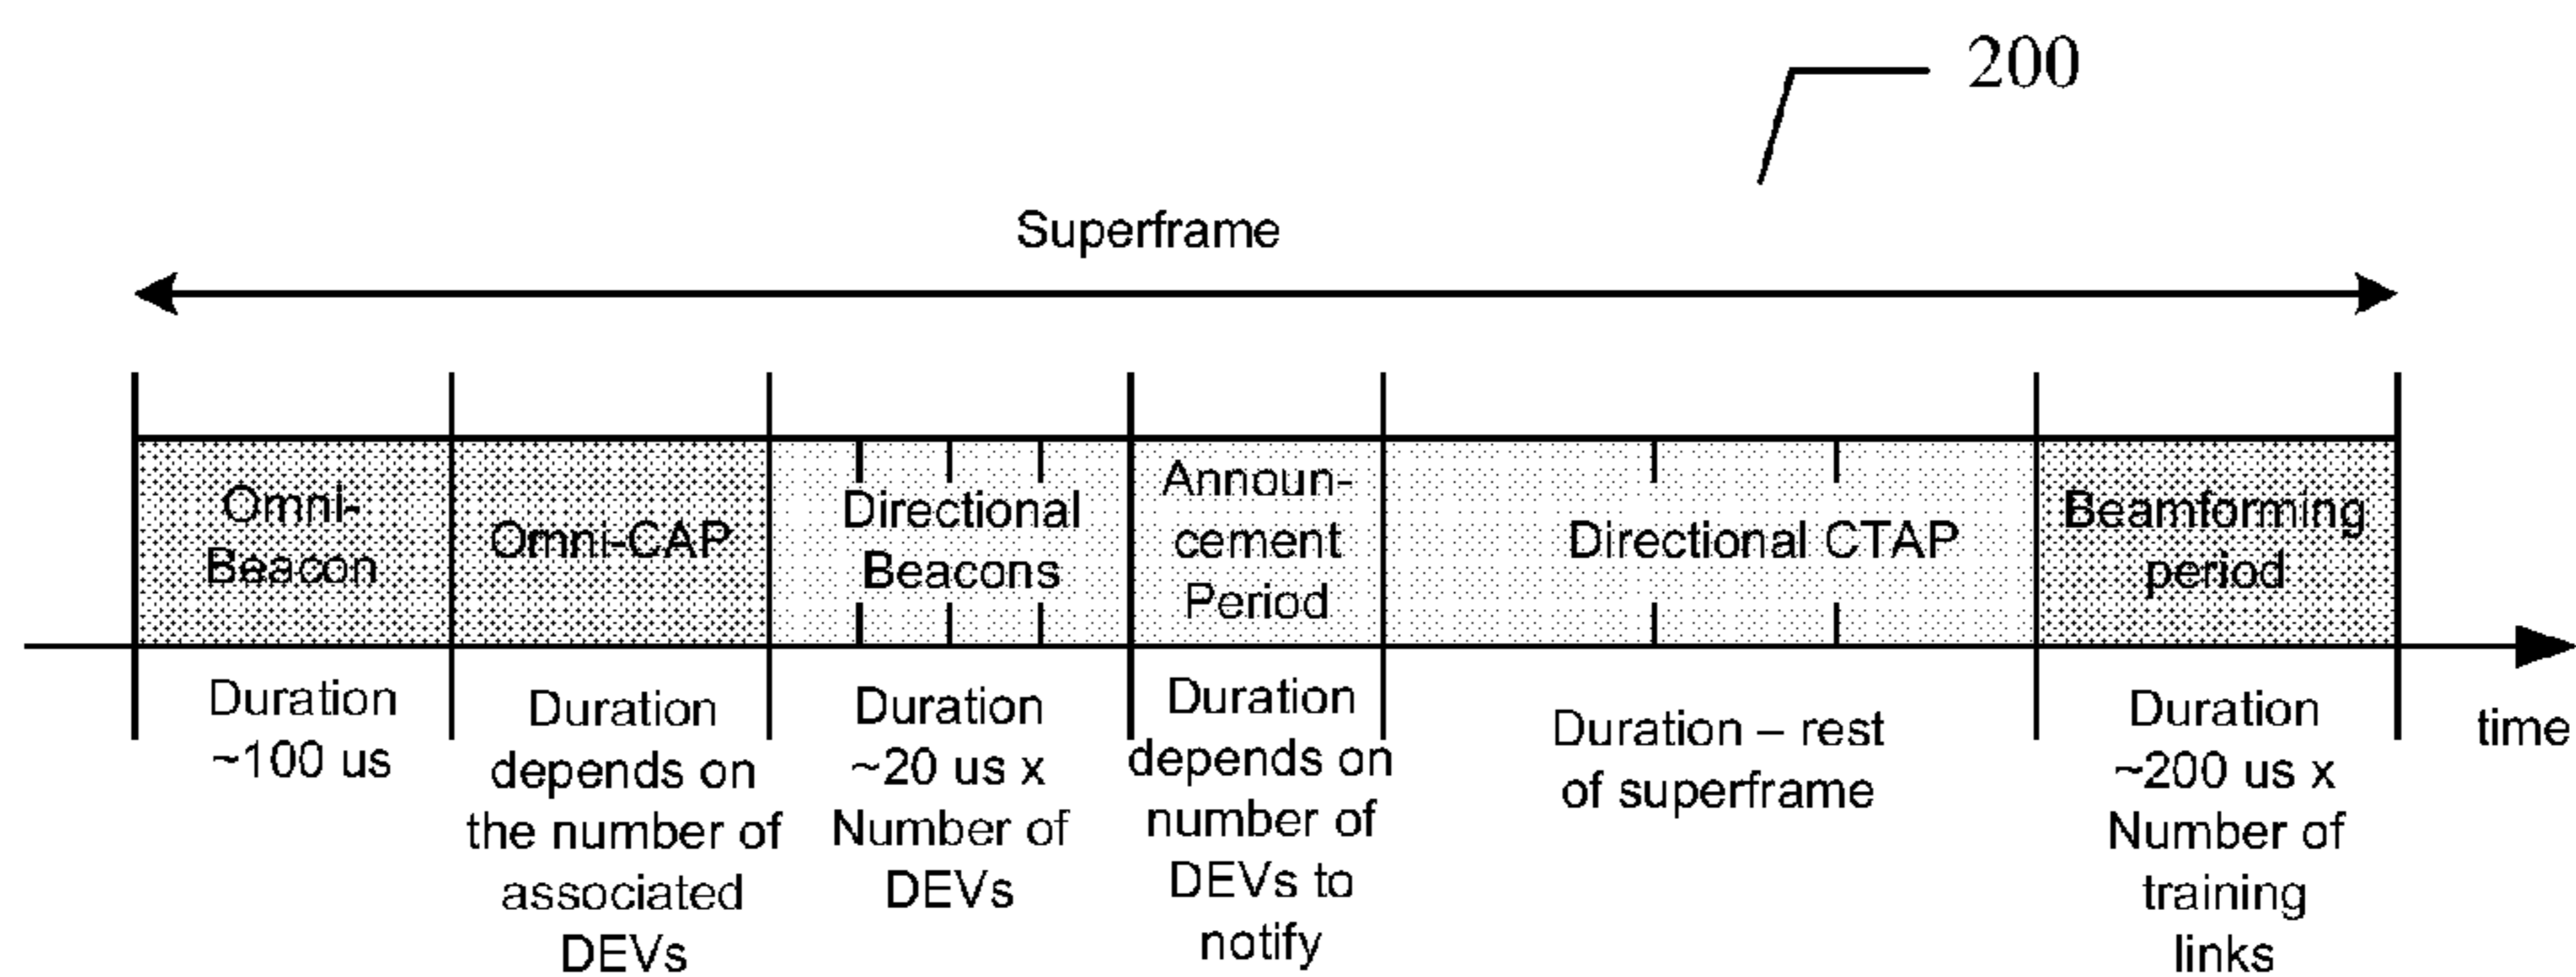 200
Superframe
Omni-
Beacon
Omni-CAP
Directional
Beacons
Announ-
cement
Period
Directional CTAP
Beamforming
period
Duration
~100 us
Duration
depends on
the number of
associated
DEVs
Duration
~20 us x
Number of
DEVs
Duration
depends on
number of
DEVs to
notify
Duration – rest
of superframe
Duration
~200 us x
Number of
training
links
time